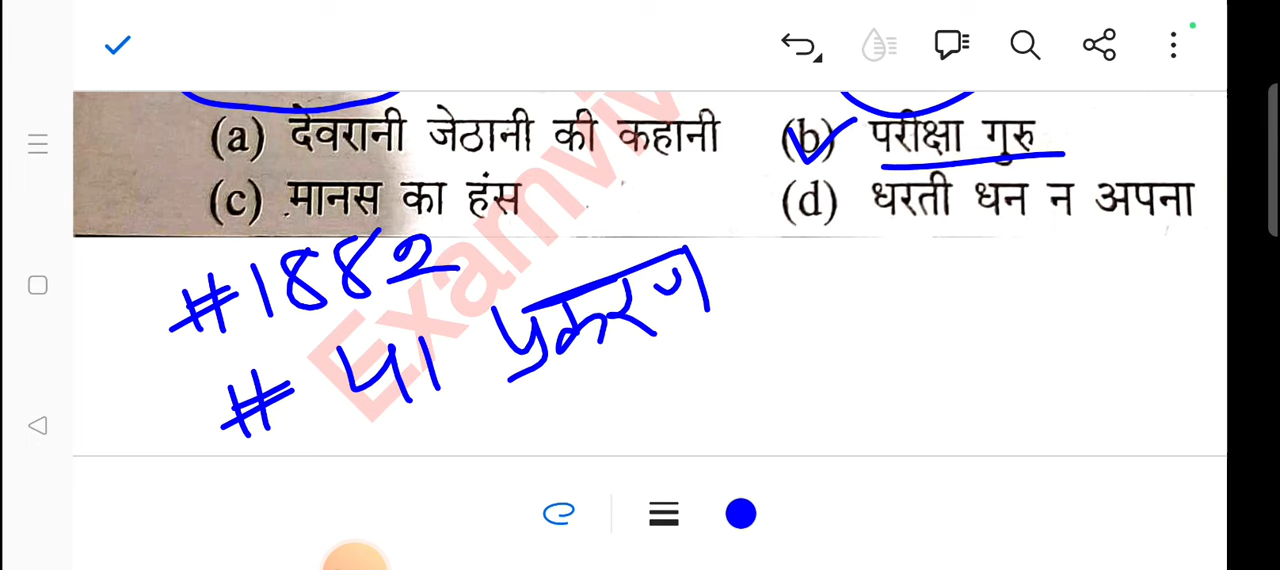 (a) देवरानी जेठानी की कहानी (b) परीक्षा गुरु
(c) मानस का हंस (d) धरती धन न अपना
#1882
# 41 प्रकरण